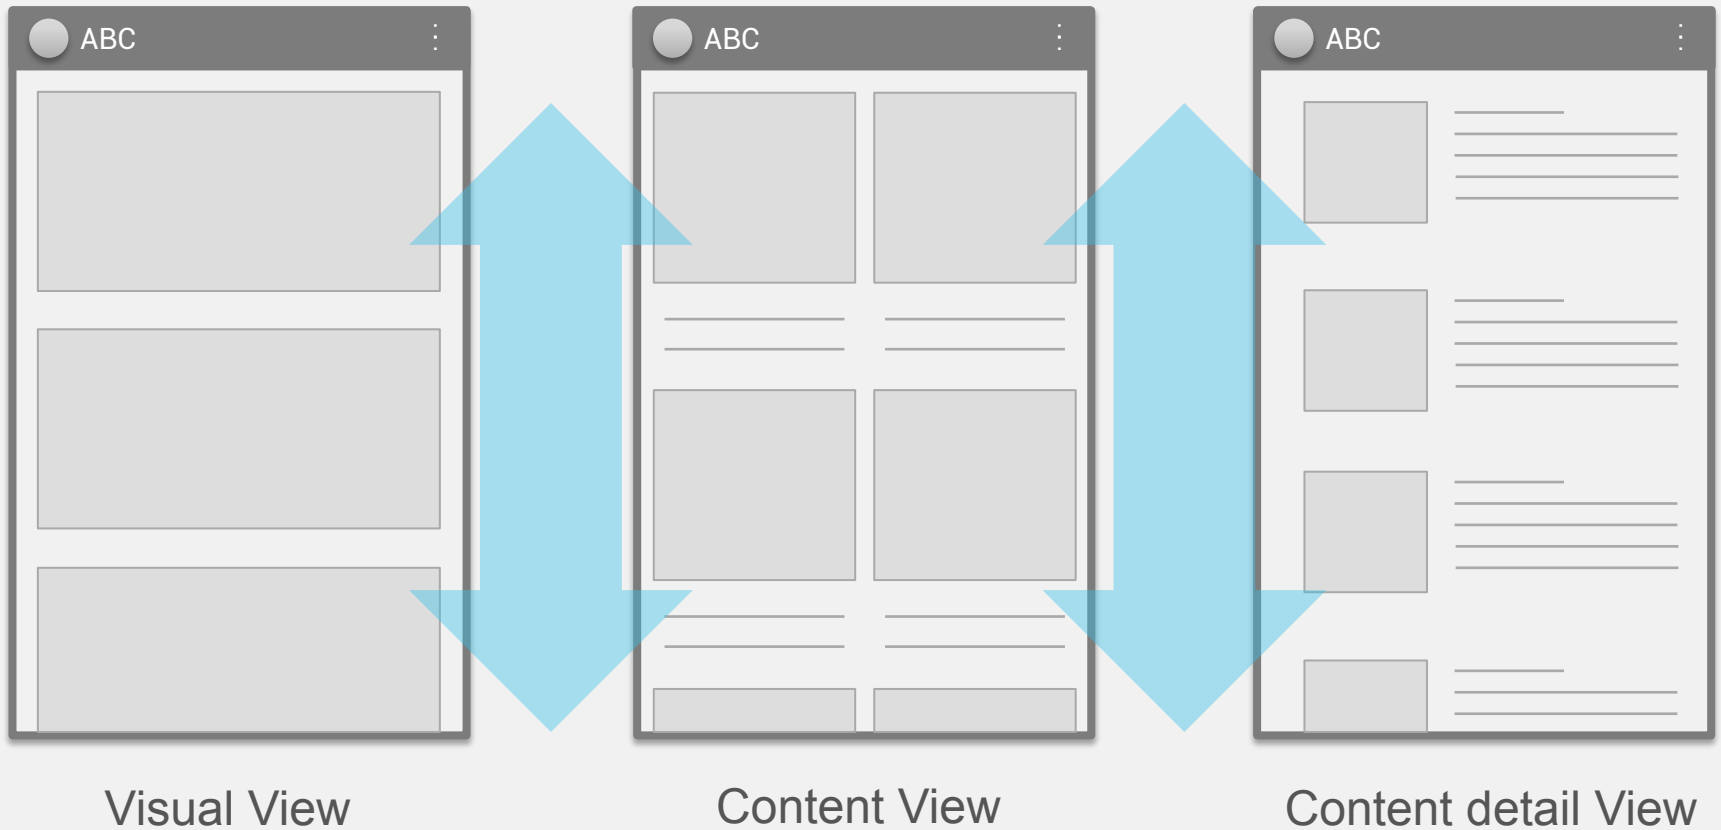 ABC
ABC
ABC
Visual View
Content View
Content detail View